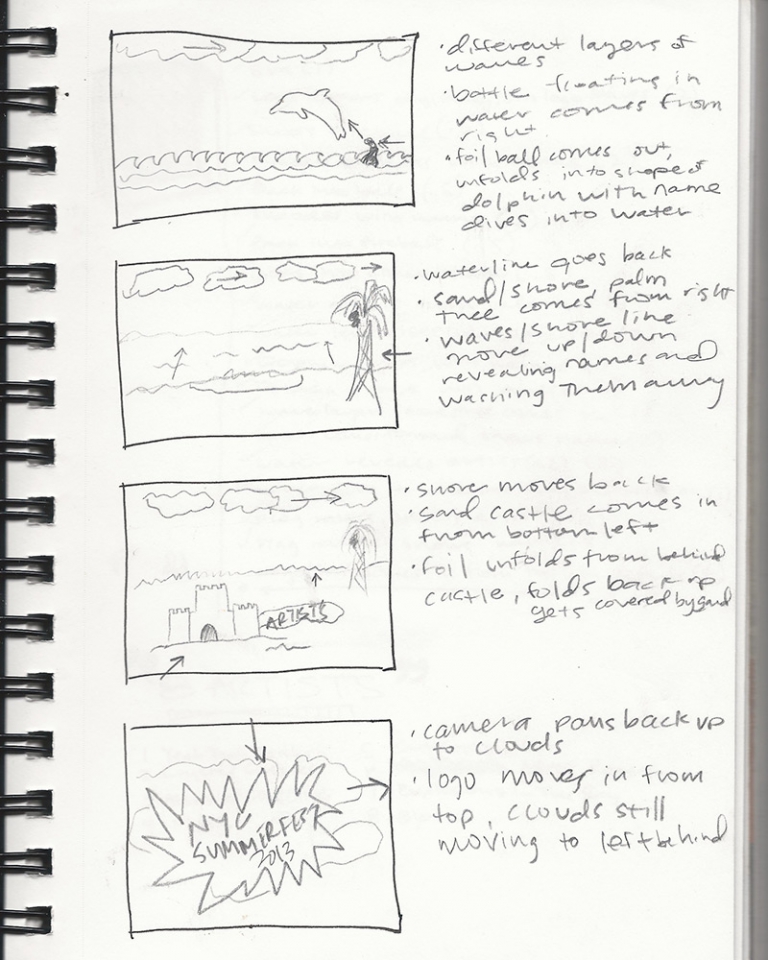 · different layers of
waves
· bottle floating in
water comes from
right.
· foil ball comes out,
unfolds into shape of
dolphin with name
dives into water
· waterline goes back
· sand/shore, palm
tree comes from right
· waves/shore line
move up/down
revealing names and
washing them away
ARTISTS
· shore moves back
· sand castle comes in
from bottom left
· foil unfolds from behind
castle, folds back up
gets covered by sand
NYC
SUMMERFEST
2013
· camera pans back up
to clouds
· logo moves in from
top, clouds still
moving to left behind